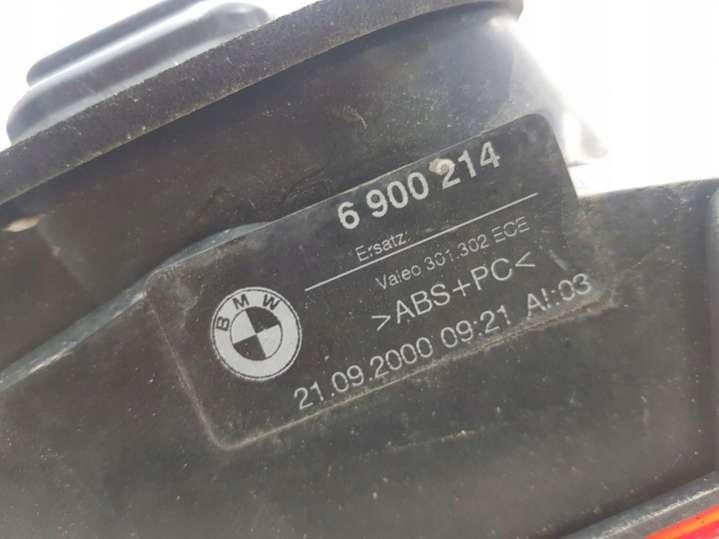 6 900 214
Ersatz:
Valeo 301.302 ECE
>ABS+PC<
BMW
21.09.2000 09:21 AI:03